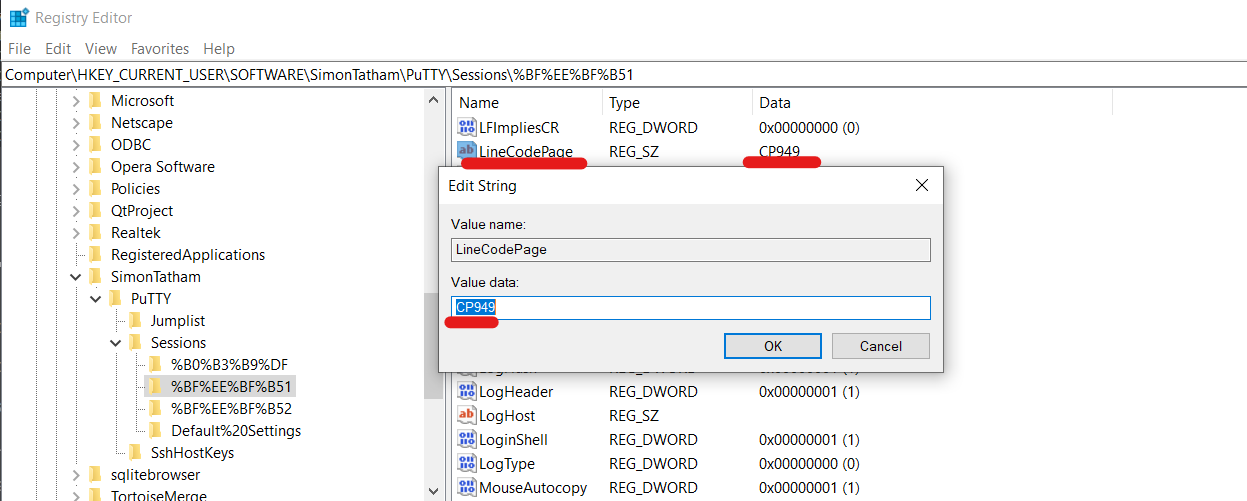 Registry Editor
File Edit View Favorites Help
Computer\HKEY_CURRENT_USER\SOFTWARE\SimonTatham\PuTTY\Sessions\%BF%EE%BF%B51
Microsoft
Netscape
ODBC
Opera Software
Policies
QtProject
Realtek
RegisteredApplications
SimonTatham
PuTTY
Jumplist
Sessions
%B0%B3%B9%DF
%BF%EE%BF%B51
%BF%EE%BF%B52
Default%20Settings
SshHostKeys
sqlitebrowser
TortoiseMerge
Name Type Data
LFImpliesCR REG_DWORD 0x00000000 (0)
LineCodePage REG_SZ CP949
Edit String
Value name:
LineCodePage
Value data:
CP949
OK Cancel
REG_DWORD 0x00000001 (1)
LogHeader REG_DWORD 0x00000001 (1)
LogHost REG_SZ
LoginShell REG_DWORD 0x00000001 (1)
LogType REG_DWORD 0x00000000 (0)
MouseAutocopy REG_DWORD 0x00000001 (1)